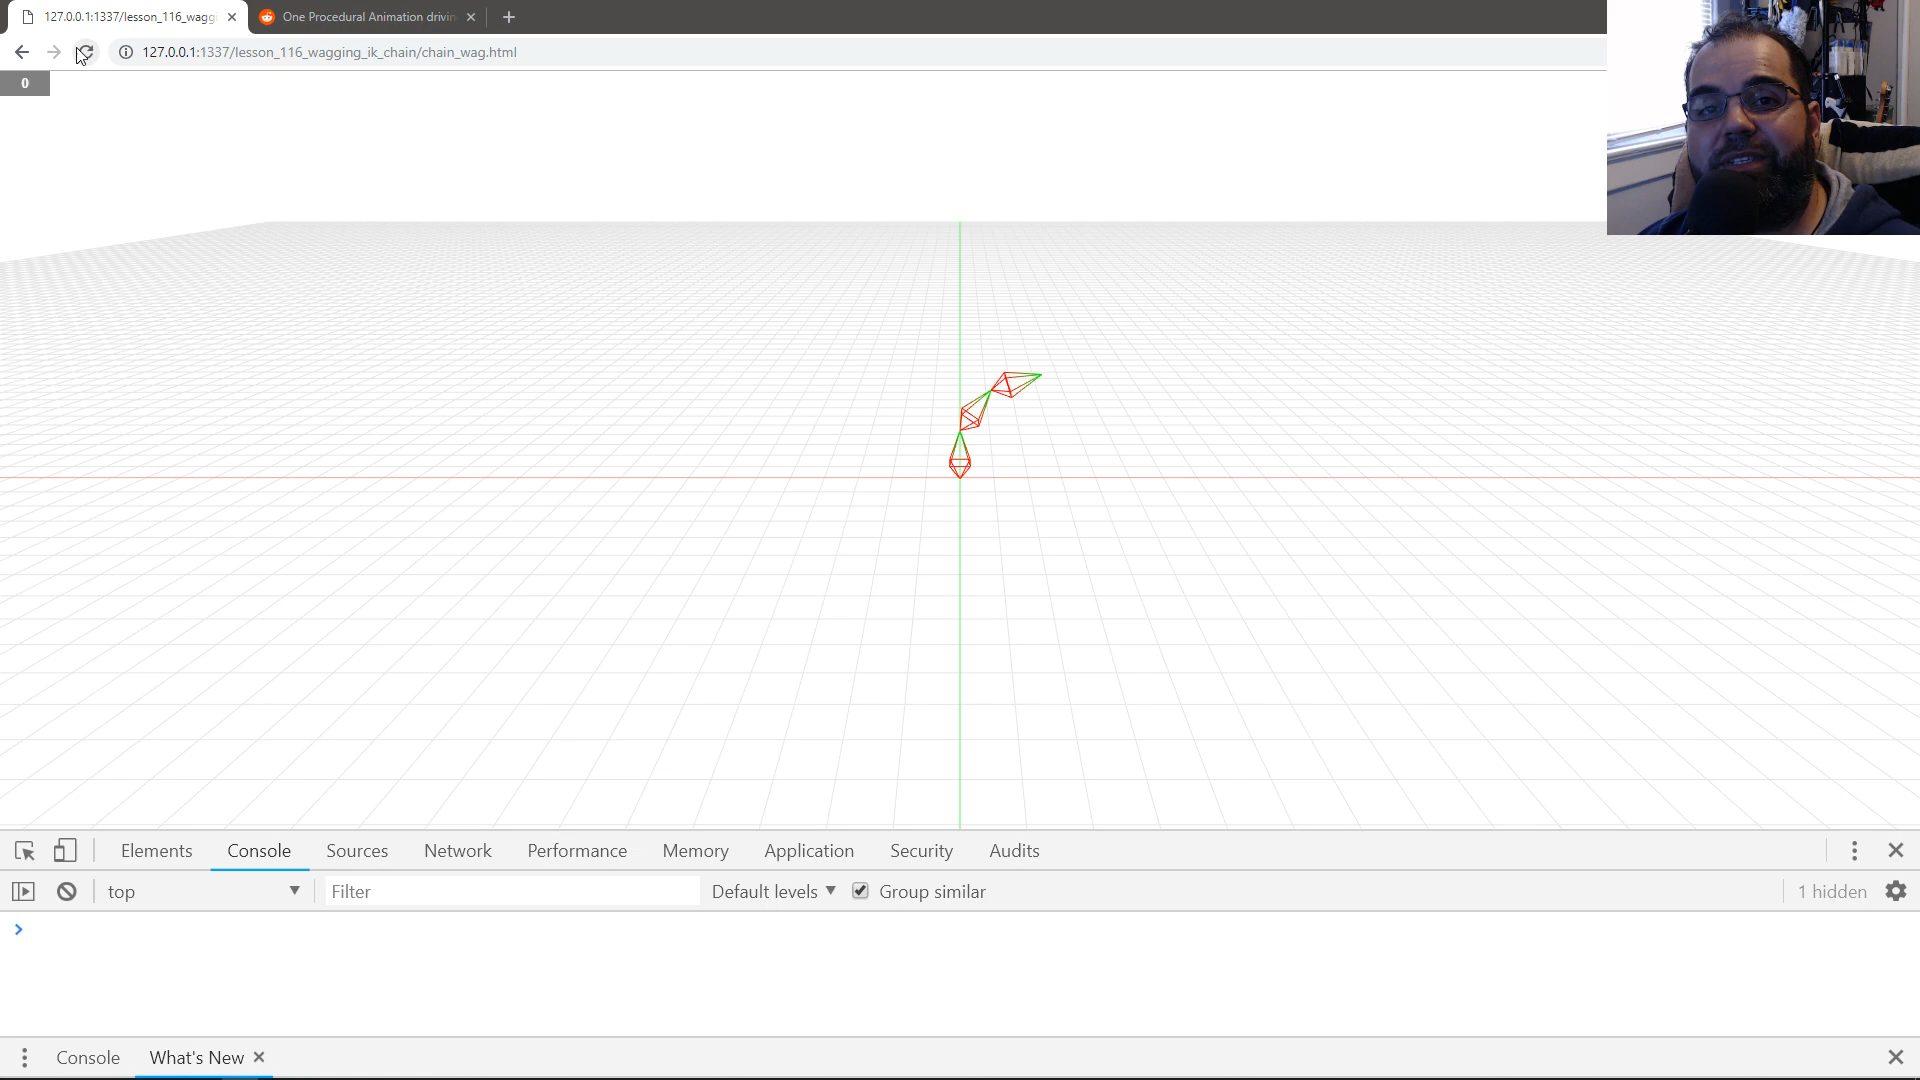 127.0.0.1:1337/lesson_116_waggi
One Procedural Animation drivin
127.0.0.1:1337/lesson_116_wagging_ik_chain/chain_wag.html
0
Elements Console Sources Network Performance Memory Application Security Audits
top Filter Default levels Group similar 1 hidden
Console What's New